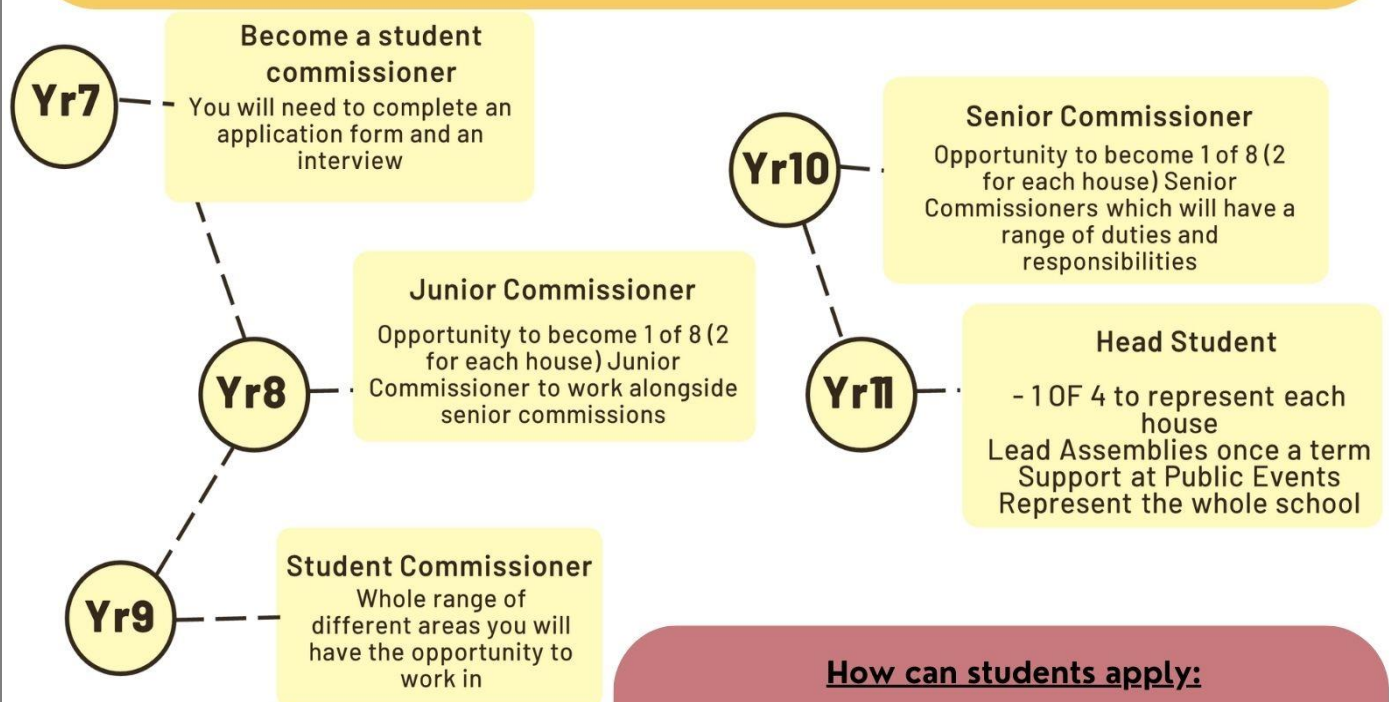 Yr7
Become a student
commissioner
You will need to complete an
application form and an
interview
Yr8
Junior Commissioner
Opportunity to become 1 of 8 (2
for each house) Junior
Commissioner to work alongside
senior commissions
Yr9
Student Commissioner
Whole range of
different areas you will
have the opportunity to
work in
Yr10
Senior Commissioner
Opportunity to become 1 of 8 (2
for each house) Senior
Commissioners which will have a
range of duties and
responsibilities
Yr11
Head Student
- 1 OF 4 to represent each
house
Lead Assemblies once a term
Support at Public Events
Represent the whole school
How can students apply: